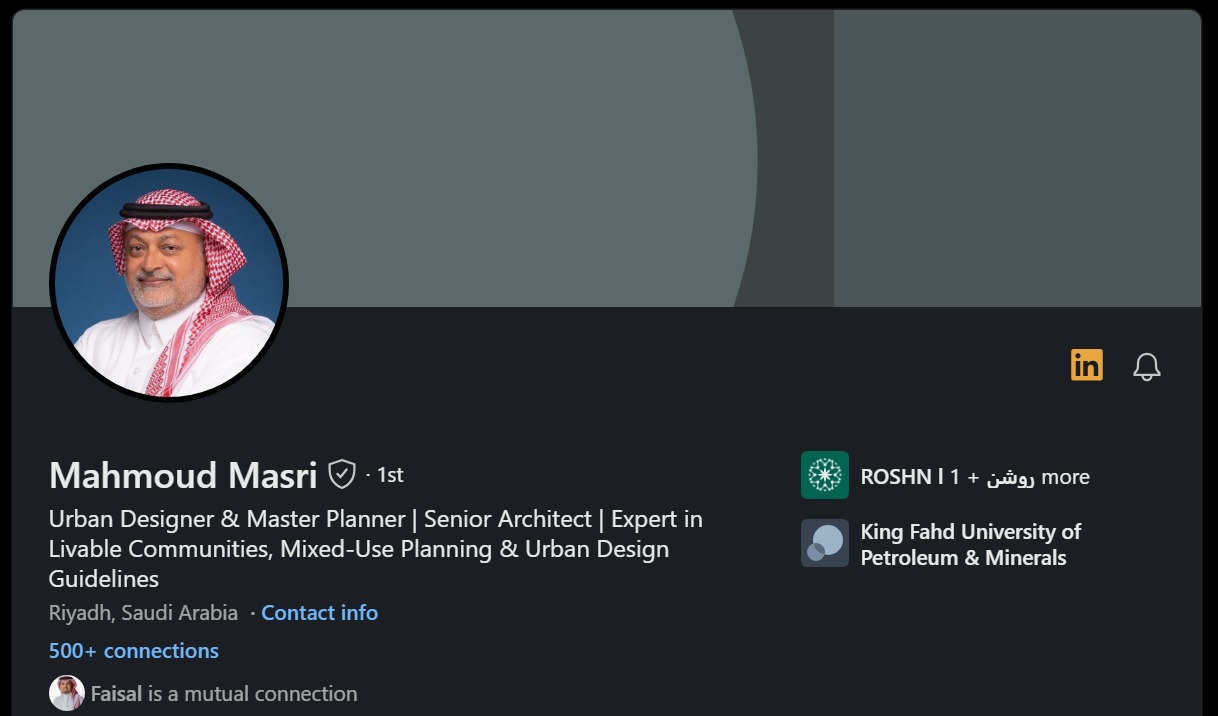 in
Mahmoud Masri · 1st
Urban Designer & Master Planner | Senior Architect | Expert in
Livable Communities, Mixed-Use Planning & Urban Design
Guidelines
Riyadh, Saudi Arabia · Contact info
500+ connections
Faisal is a mutual connection
ROSHN l روشن + 1 more
King Fahd University of
Petroleum & Minerals